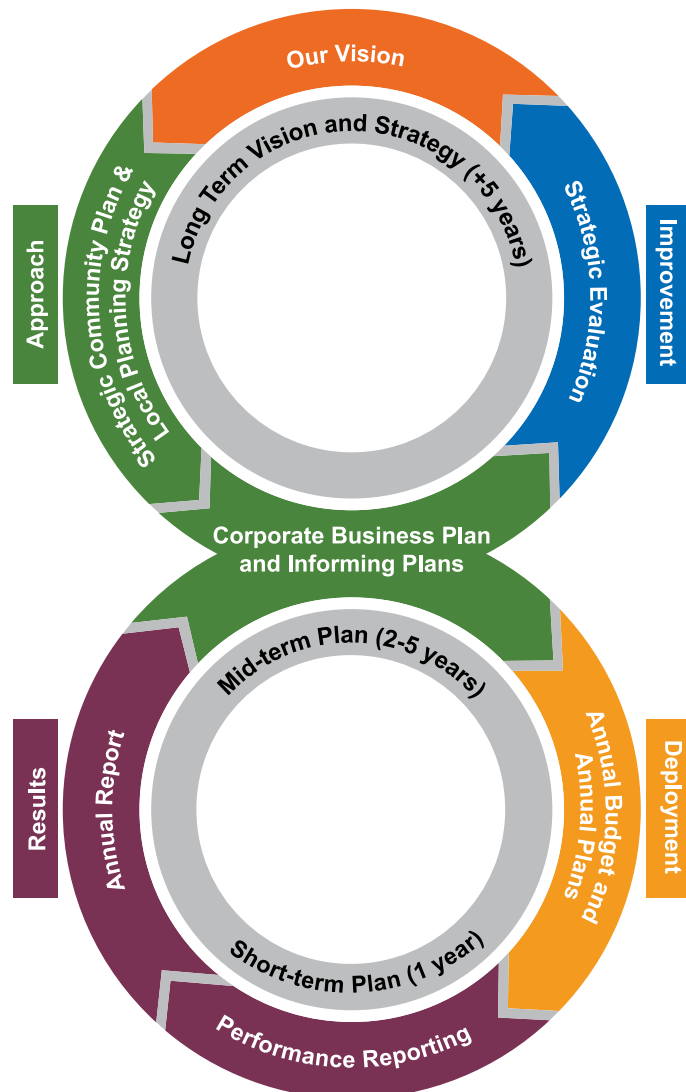 Our Vision
Long Term Vision and Strategy (+5 years)
Approach
Strategic Community Plan &
Local Planning Strategy
Strategic Evaluation
Improvement
Corporate Business Plan
and Informing Plans
Mid-term Plan (2-5 years)
Results
Annual Report
Annual Budget and
Annual Plans
Deployment
Short-term Plan (1 year)
Performance Reporting